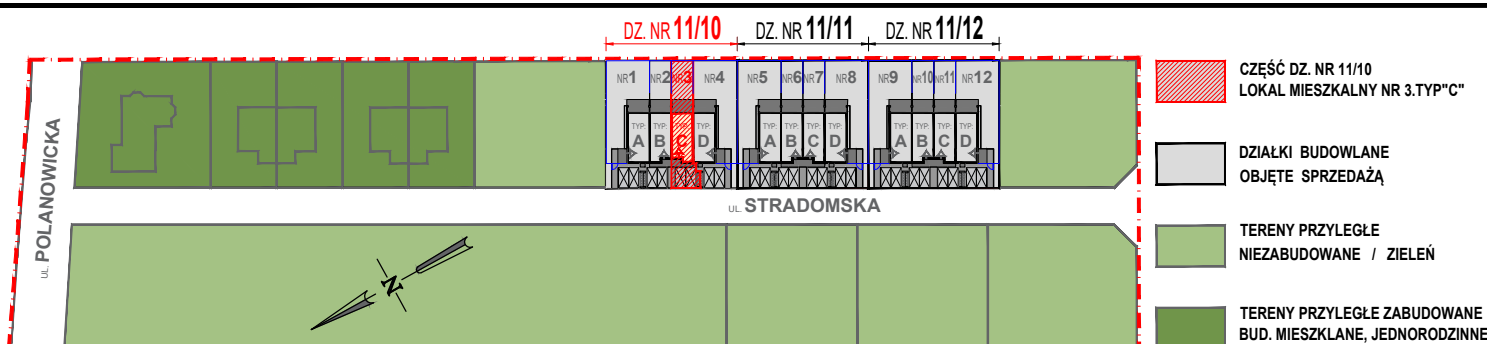 DZ. NR 11/10 DZ. NR 11/11 DZ. NR 11/12
NR1 NR2 NR3 NR4 NR5 NR6 NR7 NR8 NR9 NR10 NR11 NR12
TYP: TYP: TYP: TYP: TYP: TYP: TYP: TYP: TYP: TYP: TYP: TYP:
A B C D A B C D A B C D
UL. POLANOWICKA
UL. STRADOMSKA
N
CZĘŚĆ DZ. NR 11/10
LOKAL MIESZKALNY NR 3.TYP"C"
DZIAŁKI BUDOWLANE
OBJĘTE SPRZEDAŻĄ
TERENY PRZYLEGŁE
NIEZABUDOWANE / ZIELEŃ
TERENY PRZYLEGŁE ZABUDOWANE
BUD. MIESZKLANE, JEDNORODZINNE